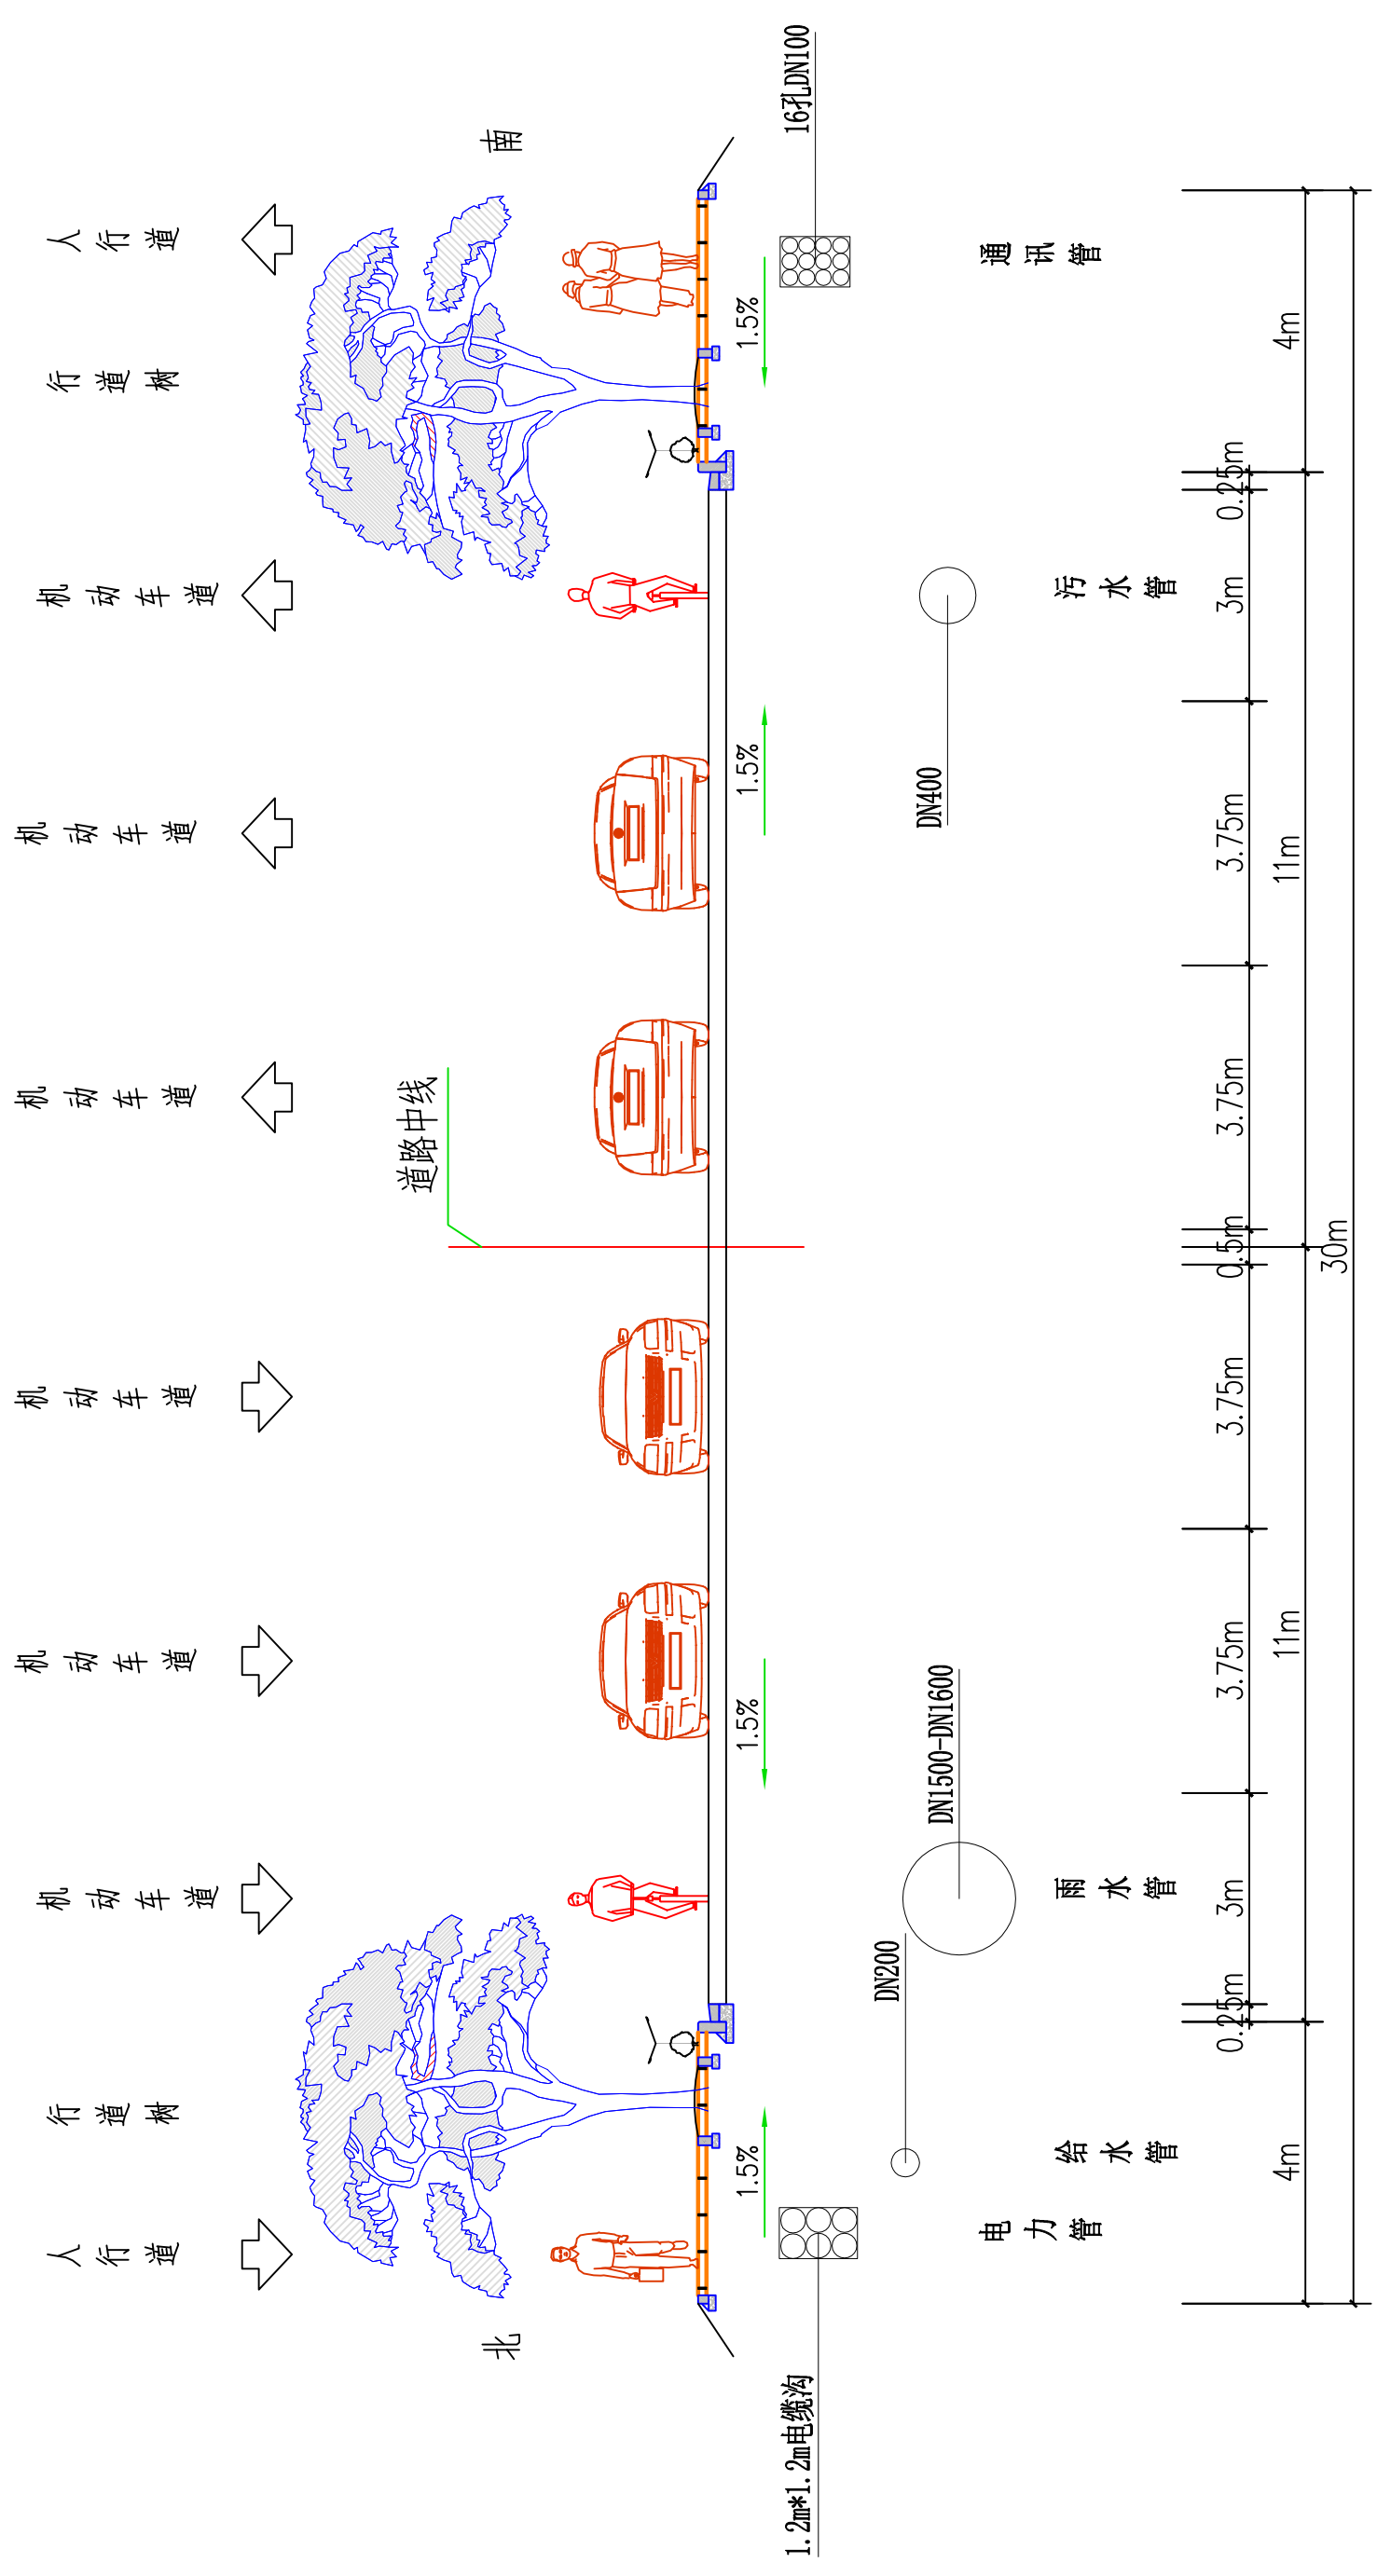 人行道
行道树
机动车道
机动车道
机动车道
机动车道
机动车道
机动车道
行道树
人行道
道路中线
北
南
1.5%
1.5%
1.5%
1.5%
1.2m*1.2m电缆沟
DN200
DN1500-DN1600
DN400
16孔DN100
电力管
给水管
雨水管
污水管
通讯管
0.25m
3m
3.75m
3.75m
0.5m
3.75m
3.75m
3m
0.25m
4m
11m
11m
4m
30m